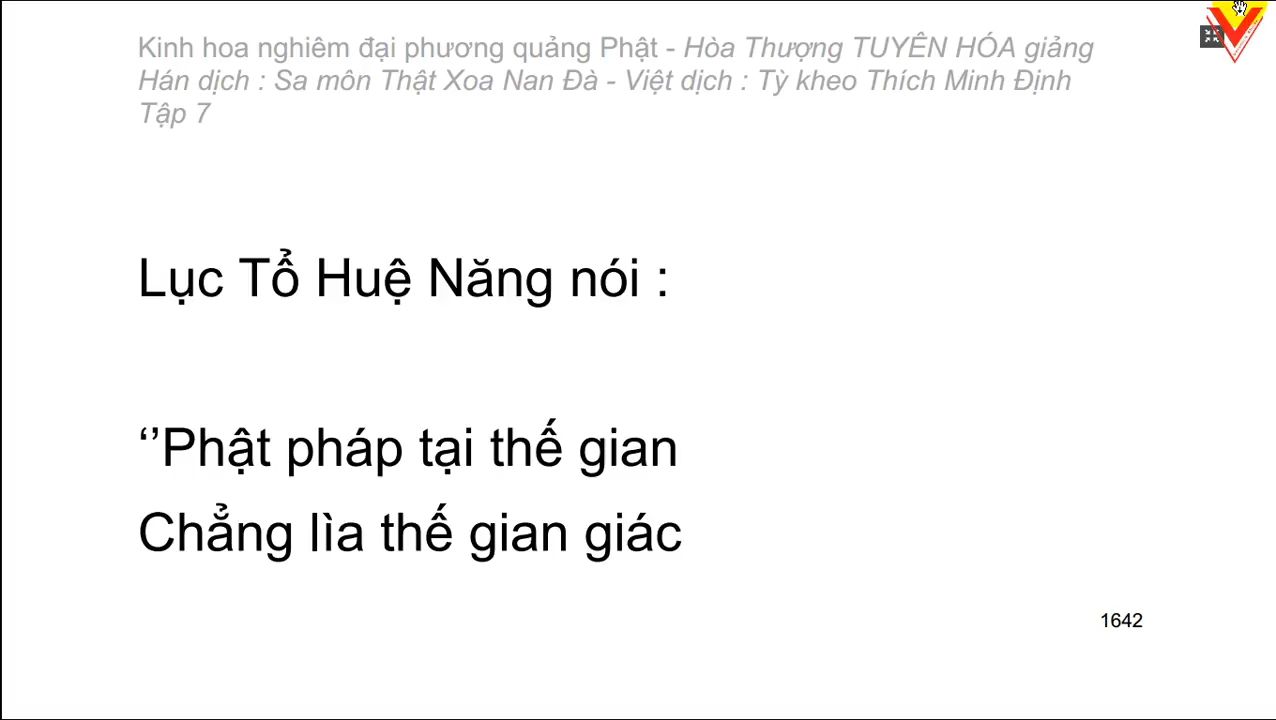 Kinh hoa nghiêm đại phương quảng Phật - Hòa Thượng TUYÊN HÓA giảng
Hán dịch : Sa môn Thật Xoa Nan Đà - Việt dịch : Tỳ kheo Thích Minh Định
Tập 7
Lục Tổ Huệ Năng nói :
‘’Phật pháp tại thế gian
Chẳng lìa thế gian giác
1642